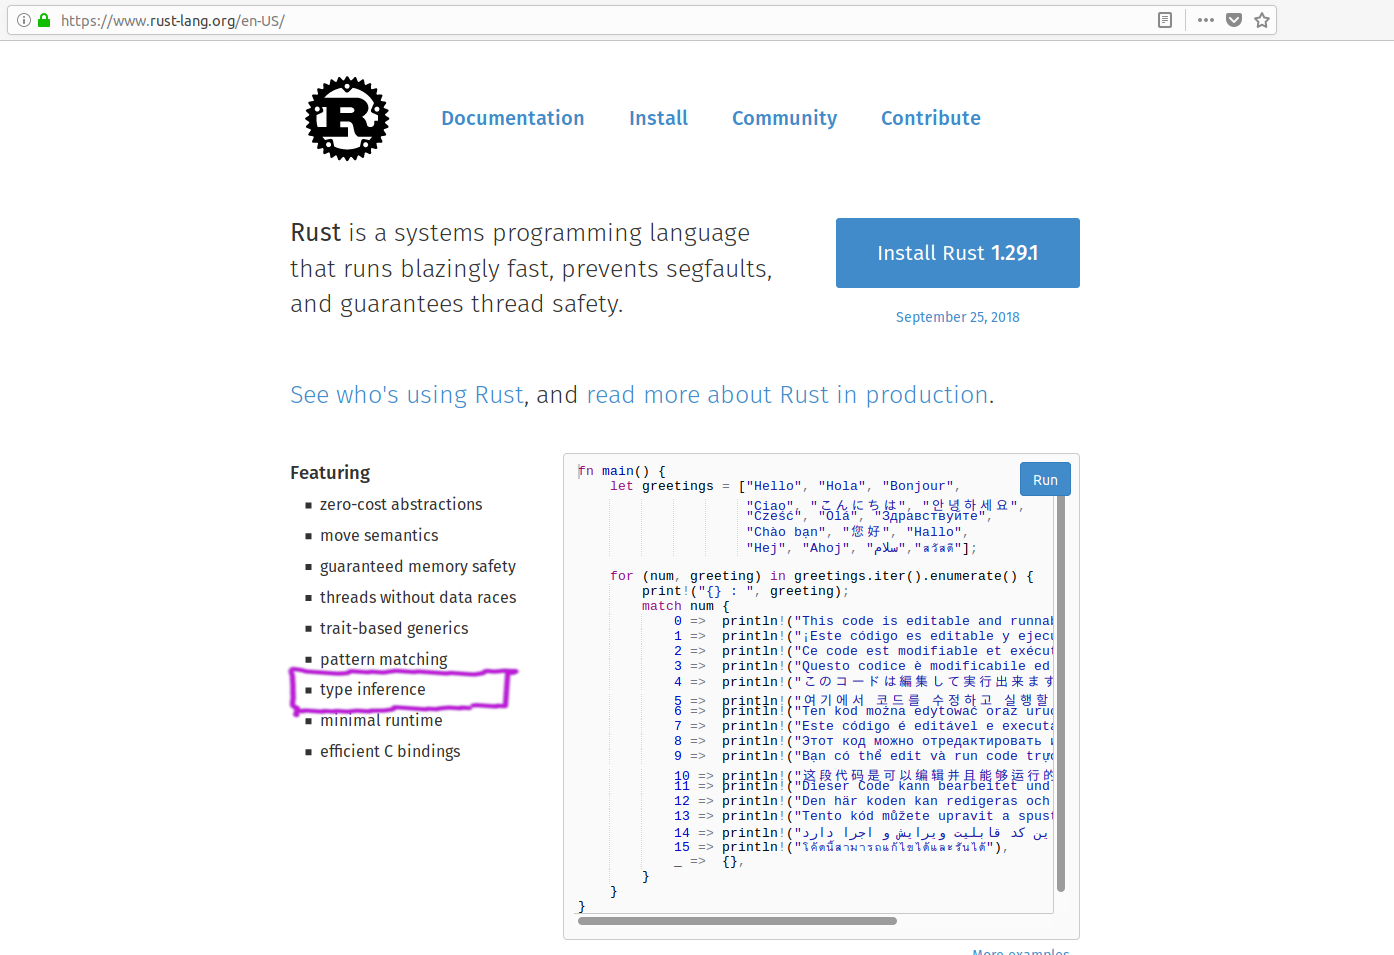 https://www.rust-lang.org/en-US/
Documentation Install Community Contribute
Rust is a systems programming language
that runs blazingly fast, prevents segfaults,
and guarantees thread safety.
Install Rust 1.29.1
September 25, 2018
See who's using Rust, and read more about Rust in production.
Featuring
zero-cost abstractions
move semantics
guaranteed memory safety
threads without data races
trait-based generics
pattern matching
type inference
minimal runtime
efficient C bindings
Run
fn main() {
let greetings = ["Hello", "Hola", "Bonjour",
"Ciao", "こんにちは", "안녕하세요",
"Cześć", "Olá", "Здравствуйте",
"Chào bạn", "您好", "Hallo",
"Hej", "Ahoj", "سلام","สวัสดี"];
for (num, greeting) in greetings.iter().enumerate() {
print!("{} : ", greeting);
match num {
0 => println!("This code is editable and runnab
1 => println!("¡Este código es editable y ejecu
2 => println!("Ce code est modifiable et exécut
3 => println!("Questo codice è modificabile ed
4 => println!("このコードは編集して実行出来ます
5 => println!("여기에서 코드를 수정하고 실행할
6 => println!("Ten kod można edytować oraz uruc
7 => println!("Este código é editável e executá
8 => println!("Этот код можно отредактировать и
9 => println!("Bạn có thể edit và run code trực
10 => println!("这段代码是可以编辑并且能够运行的
11 => println!("Dieser Code kann bearbeitet und
12 => println!("Den här koden kan redigeras och
13 => println!("Tento kód můžete upravit a spust
14 => println!("ین کد قابلیت ویرایش و اجرا دارد
15 => println!("โค้ดนี้สามารถแก้ไขได้และรันได้"),
_ => {},
}
}
}
More examples